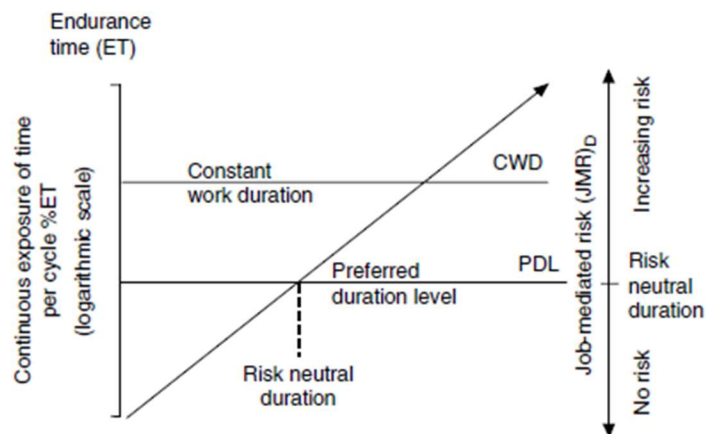 Endurance
time (ET)
Continuous exposure of time
per cycle %ET
(logarithmic scale)
Constant
work duration
CWD
Preferred
duration level
PDL
Risk neutral
duration
Job-mediated risk (JMR)D
Increasing risk
Risk
neutral
duration
No risk